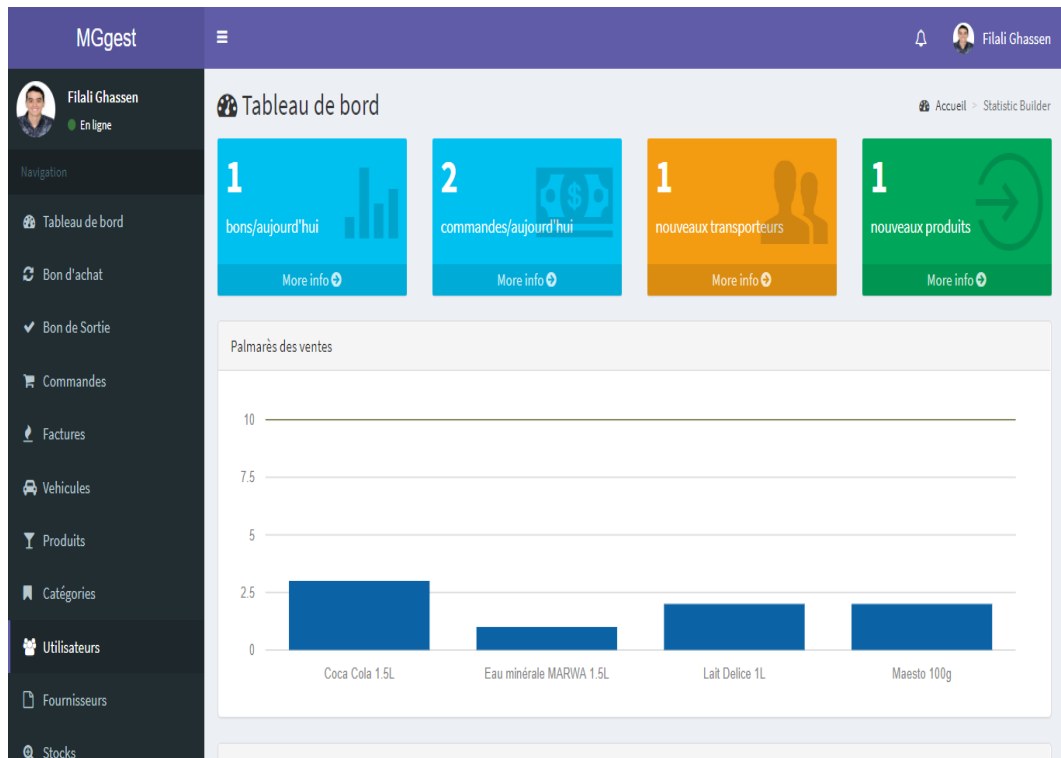 MGgest
Filali Ghassen
Filali Ghassen
En ligne
Navigation
Tableau de bord
Bon d'achat
Bon de Sortie
Commandes
Factures
Vehicules
Produits
Catégories
Utilisateurs
Fournisseurs
Stocks
Tableau de bord
Accueil > Statistic Builder
1
bons/aujourd'hui
More info
2
commandes/aujourd'hui
More info
1
nouveaux transporteurs
More info
1
nouveaux produits
More info
Palmarès des ventes
10
7.5
5
2.5
0
Coca Cola 1.5L
Eau minérale MARWA 1.5L
Lait Delice 1L
Maesto 100g